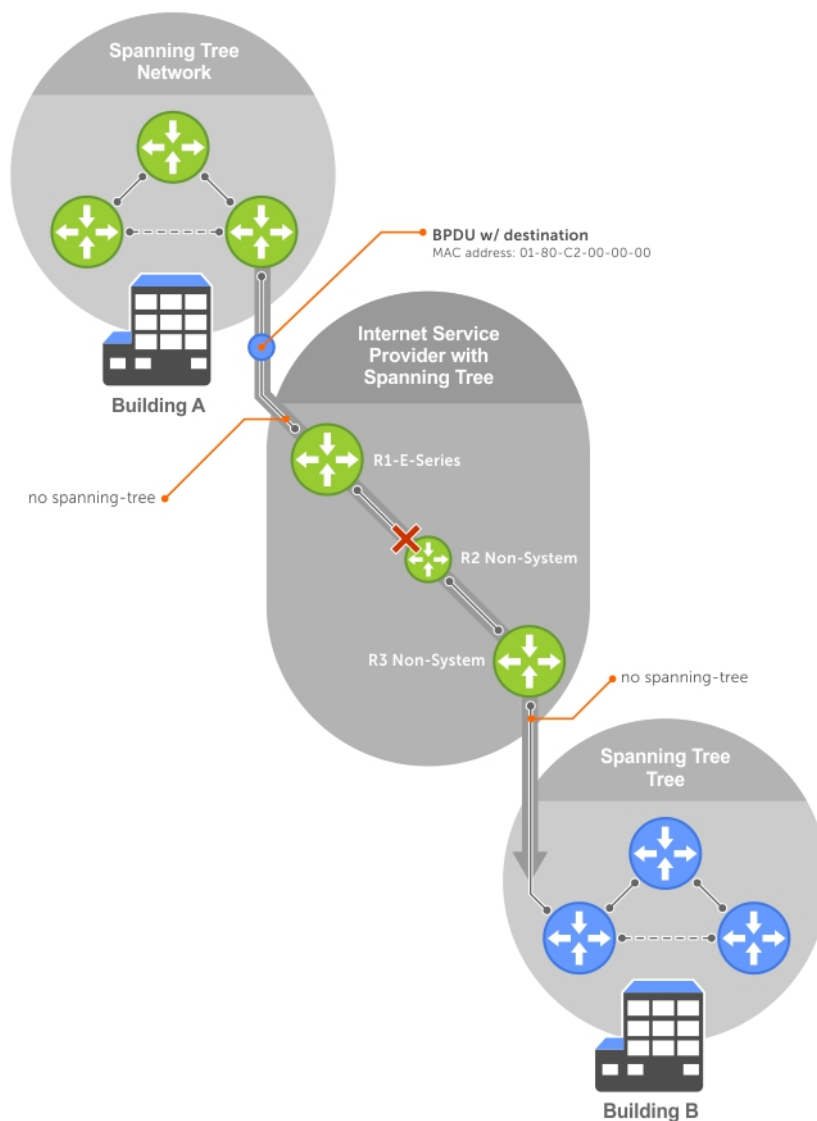 Spanning Tree
Network
BPDU w/ destination
MAC address: 01-80-C2-00-00-00
Internet Service
Provider with
Spanning Tree
Building A
R1-E-Series
no spanning-tree
R2 Non-System
R3 Non-System
no spanning-tree
Spanning Tree
Tree
Building B